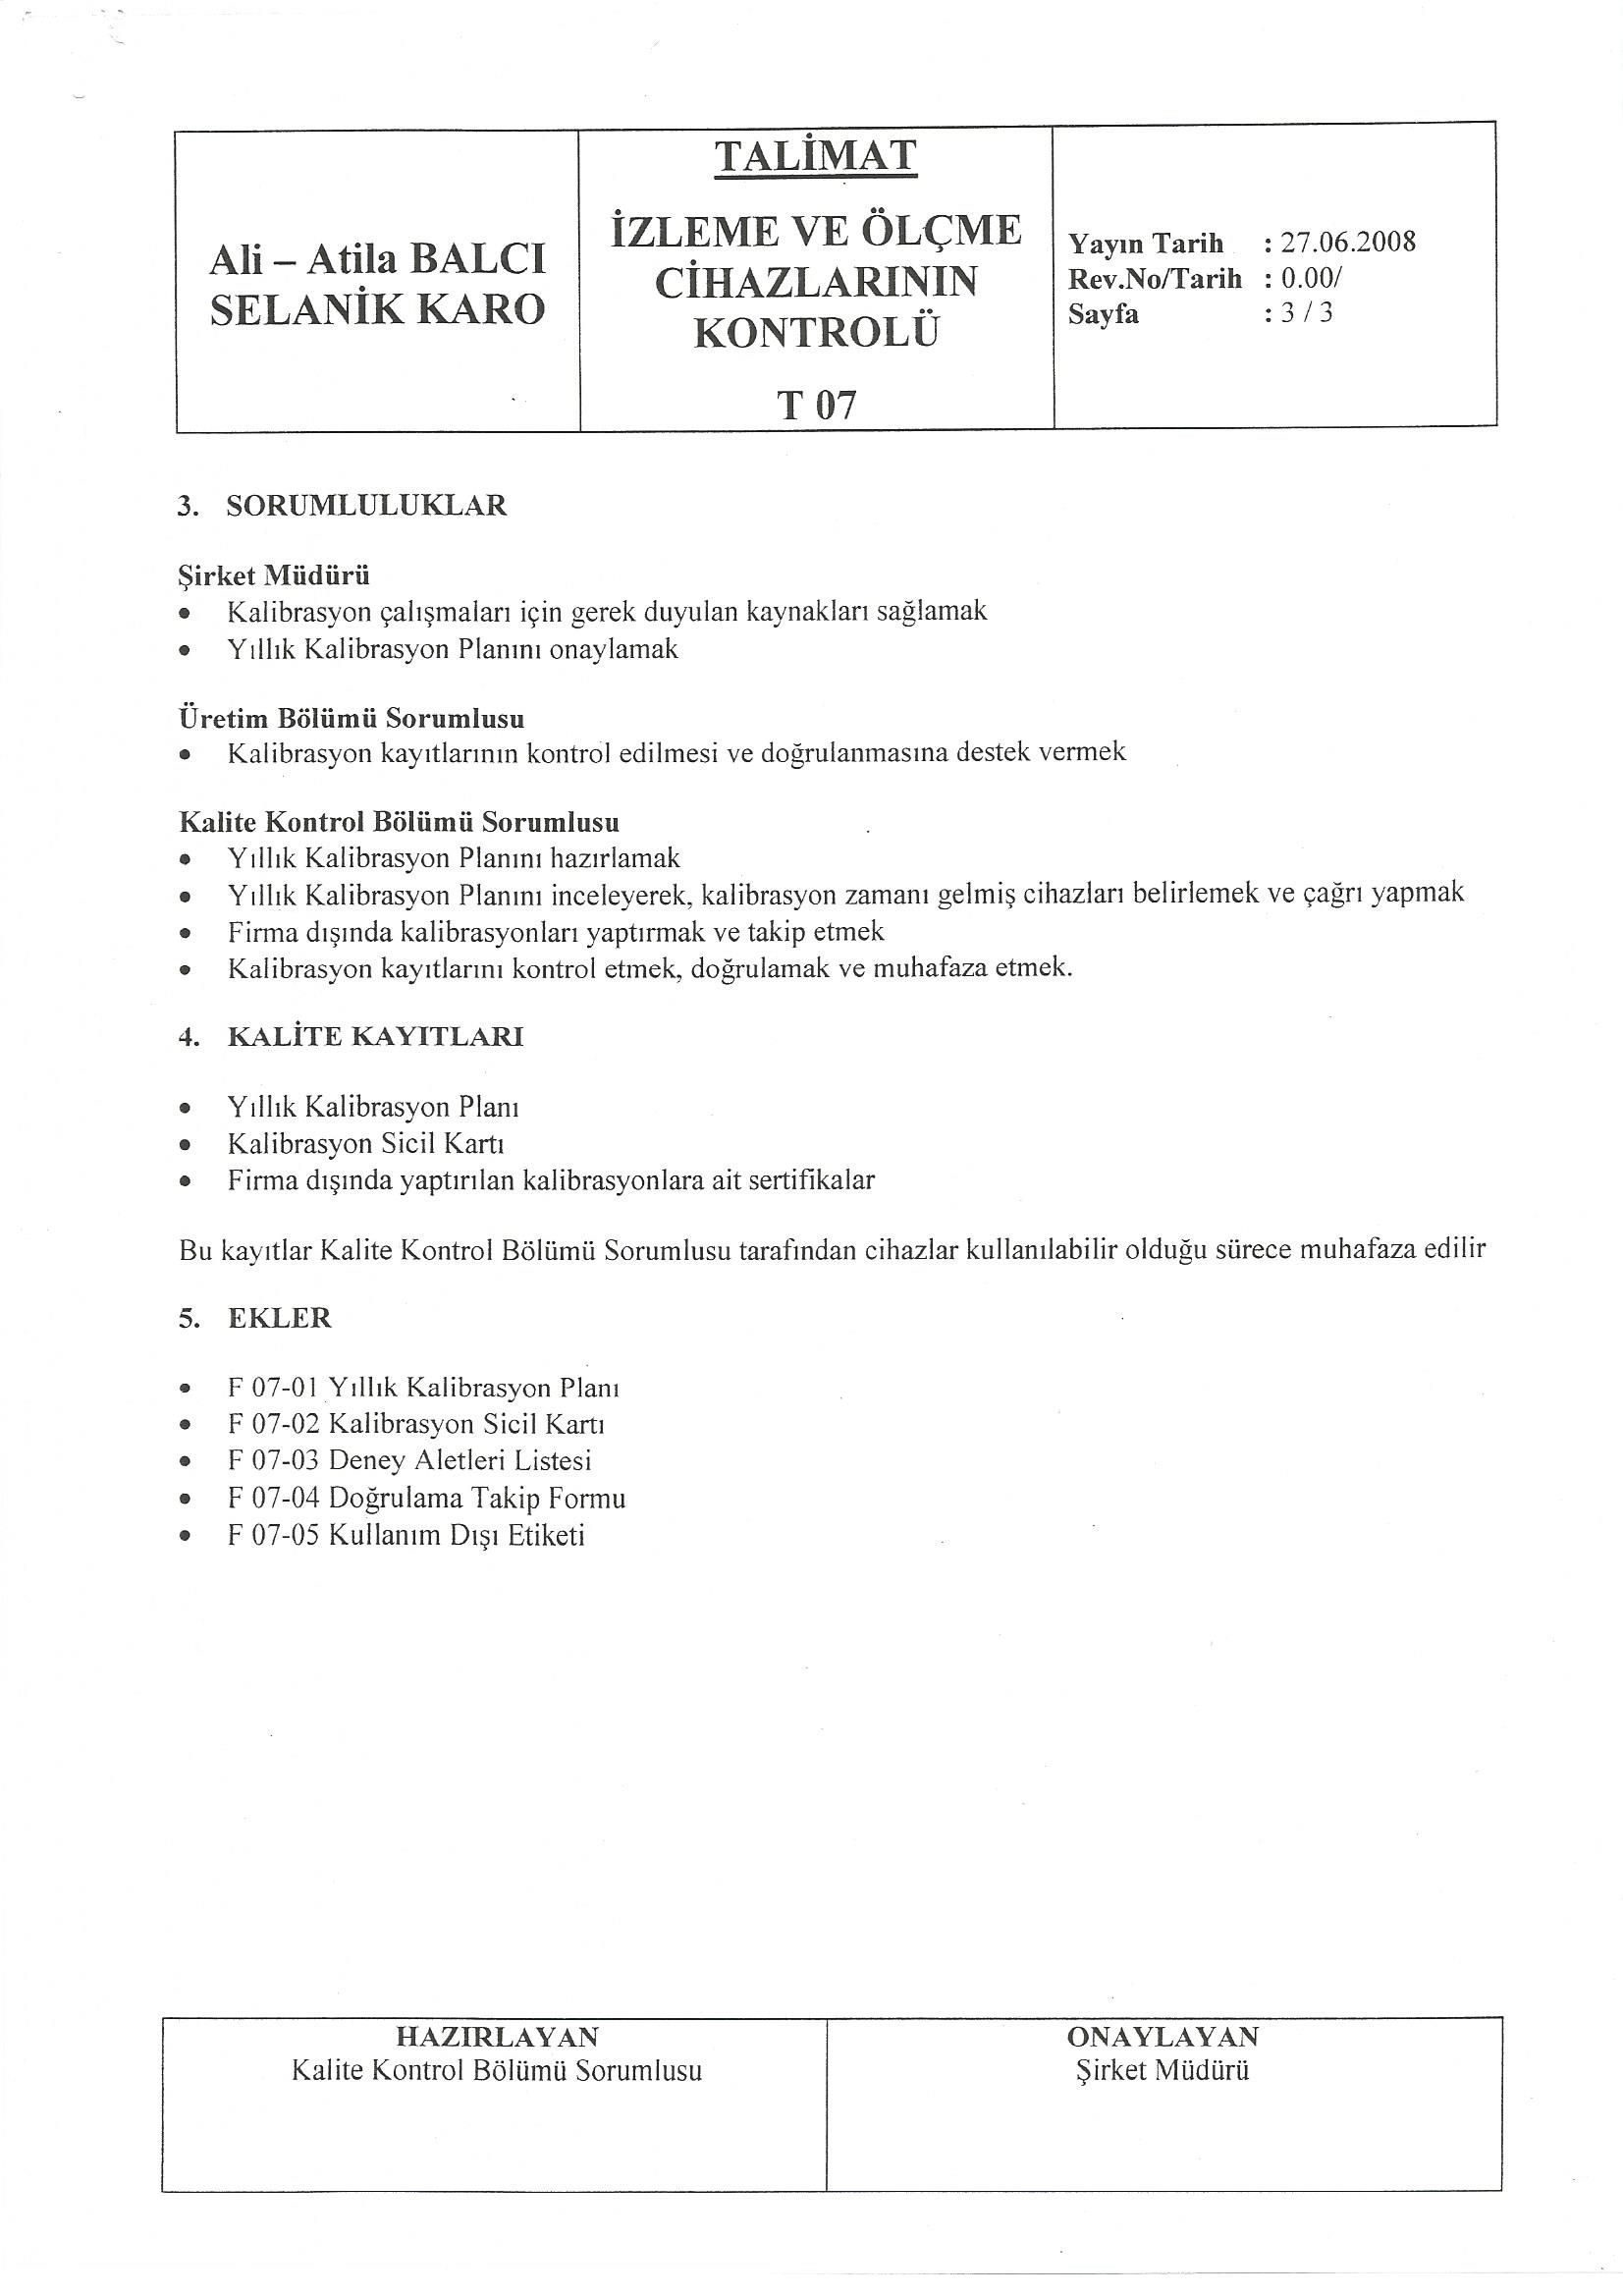 Ali – Atila BALCI
SELANİK KARO
TALİMAT
İZLEME VE ÖLÇME
CİHAZLARININ
KONTROLÜ
T 07
Yayın Tarih : 27.06.2008
Rev.No/Tarih : 0.00/
Sayfa : 3 / 3
3. SORUMLULUKLAR
Şirket Müdürü
• Kalibrasyon çalışmaları için gerek duyulan kaynakları sağlamak
• Yıllık Kalibrasyon Planını onaylamak
Üretim Bölümü Sorumlusu
• Kalibrasyon kayıtlarının kontrol edilmesi ve doğrulanmasına destek vermek
Kalite Kontrol Bölümü Sorumlusu
• Yıllık Kalibrasyon Planını hazırlamak
• Yıllık Kalibrasyon Planını inceleyerek, kalibrasyon zamanı gelmiş cihazları belirlemek ve çağrı yapmak
• Firma dışında kalibrasyonları yaptırmak ve takip etmek
• Kalibrasyon kayıtlarını kontrol etmek, doğrulamak ve muhafaza etmek.
4. KALİTE KAYITLARI
• Yıllık Kalibrasyon Planı
• Kalibrasyon Sicil Kartı
• Firma dışında yaptırılan kalibrasyonlara ait sertifikalar
Bu kayıtlar Kalite Kontrol Bölümü Sorumlusu tarafından cihazlar kullanılabilir olduğu sürece muhafaza edilir
5. EKLER
• F 07-01 Yıllık Kalibrasyon Planı
• F 07-02 Kalibrasyon Sicil Kartı
• F 07-03 Deney Aletleri Listesi
• F 07-04 Doğrulama Takip Formu
• F 07-05 Kullanım Dışı Etiketi
HAZIRLAYAN
Kalite Kontrol Bölümü Sorumlusu
ONAYLAYAN
Şirket Müdürü